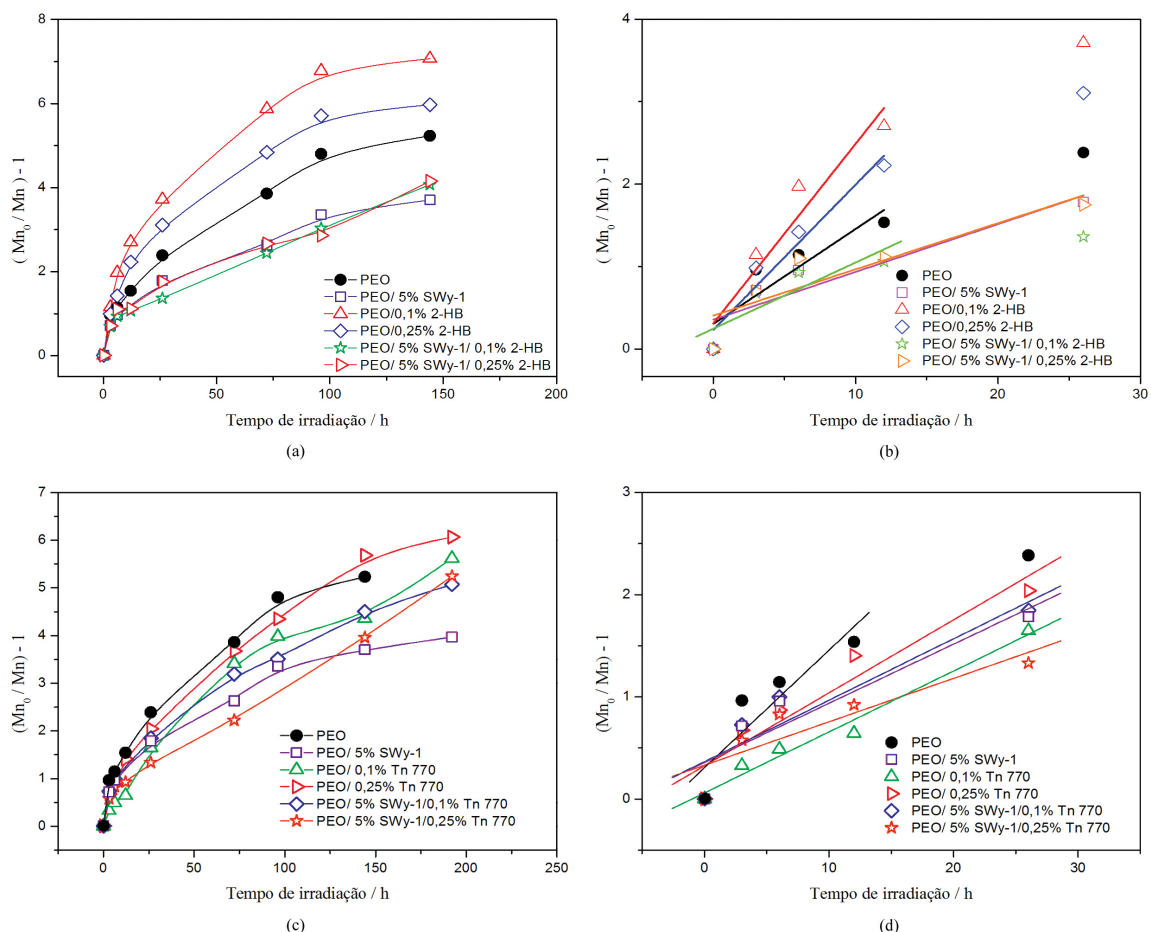 8
6
4
2
0
0
50
100
150
200
( Mn₀ / Mn ) - 1
PEO
PEO/ 5% SWy-1
PEO/0,1% 2-HB
PEO/0,25% 2-HB
PEO/ 5% SWy-1/ 0,1% 2-HB
PEO/ 5% SWy-1/ 0,25% 2-HB
Tempo de irradiação / h
(a)
4
2
0
0
10
20
30
( Mn₀ / Mn ) - 1
PEO
PEO/ 5% SWy-1
PEO/0,1% 2-HB
PEO/0,25% 2-HB
PEO/ 5% SWy-1/ 0,1% 2-HB
PEO/ 5% SWy-1/ 0,25% 2-HB
Tempo de irradiação / h
(b)
7
6
5
4
3
2
1
0
0
50
100
150
200
250
(Mn₀ / Mn) - 1
PEO
PEO/ 5% SWy-1
PEO/ 0,1% Tn 770
PEO/ 0,25% Tn 770
PEO/ 5% SWy-1/0,1% Tn 770
PEO/ 5% SWy-1/0,25% Tn 770
Tempo de irradiação / h
(c)
3
2
1
0
0
10
20
30
(Mn₀ / Mn) - 1
PEO
PEO/ 5% SWy-1
PEO/ 0,1% Tn 770
PEO/ 0,25% Tn 770
PEO/ 5% SWy-1/0,1% Tn 770
PEO/ 5% SWy-1/0,25% Tn 770
Tempo de irradiação / h
(d)